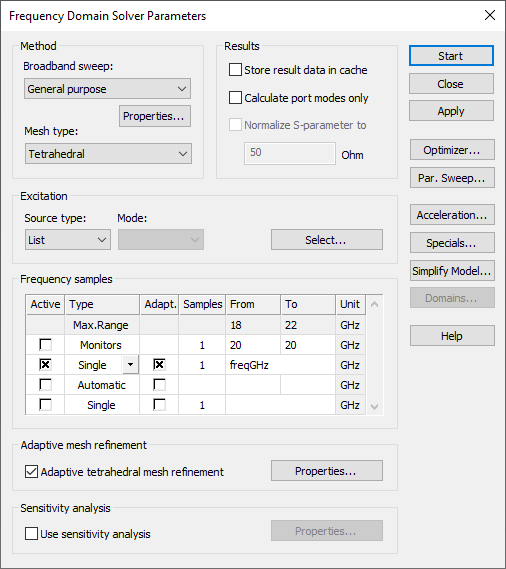 Frequency Domain Solver Parameters
Method
Broadband sweep:
General purpose
Properties...
Mesh type:
Tetrahedral
Results
Store result data in cache
Calculate port modes only
Normalize S-parameter to
50 Ohm
Start
Close
Apply
Optimizer...
Par. Sweep...
Acceleration...
Specials...
Simplify Model...
Domains...
Help
Excitation
Source type: Mode:
List
Select...
Frequency samples
Active Type Adapt. Samples From To Unit
Max.Range 18 22 GHz
Monitors 1 20 20 GHz
Single 1 freqGHz GHz
Automatic GHz
Single 1 GHz
Adaptive mesh refinement
Adaptive tetrahedral mesh refinement
Properties...
Sensitivity analysis
Use sensitivity analysis
Properties...